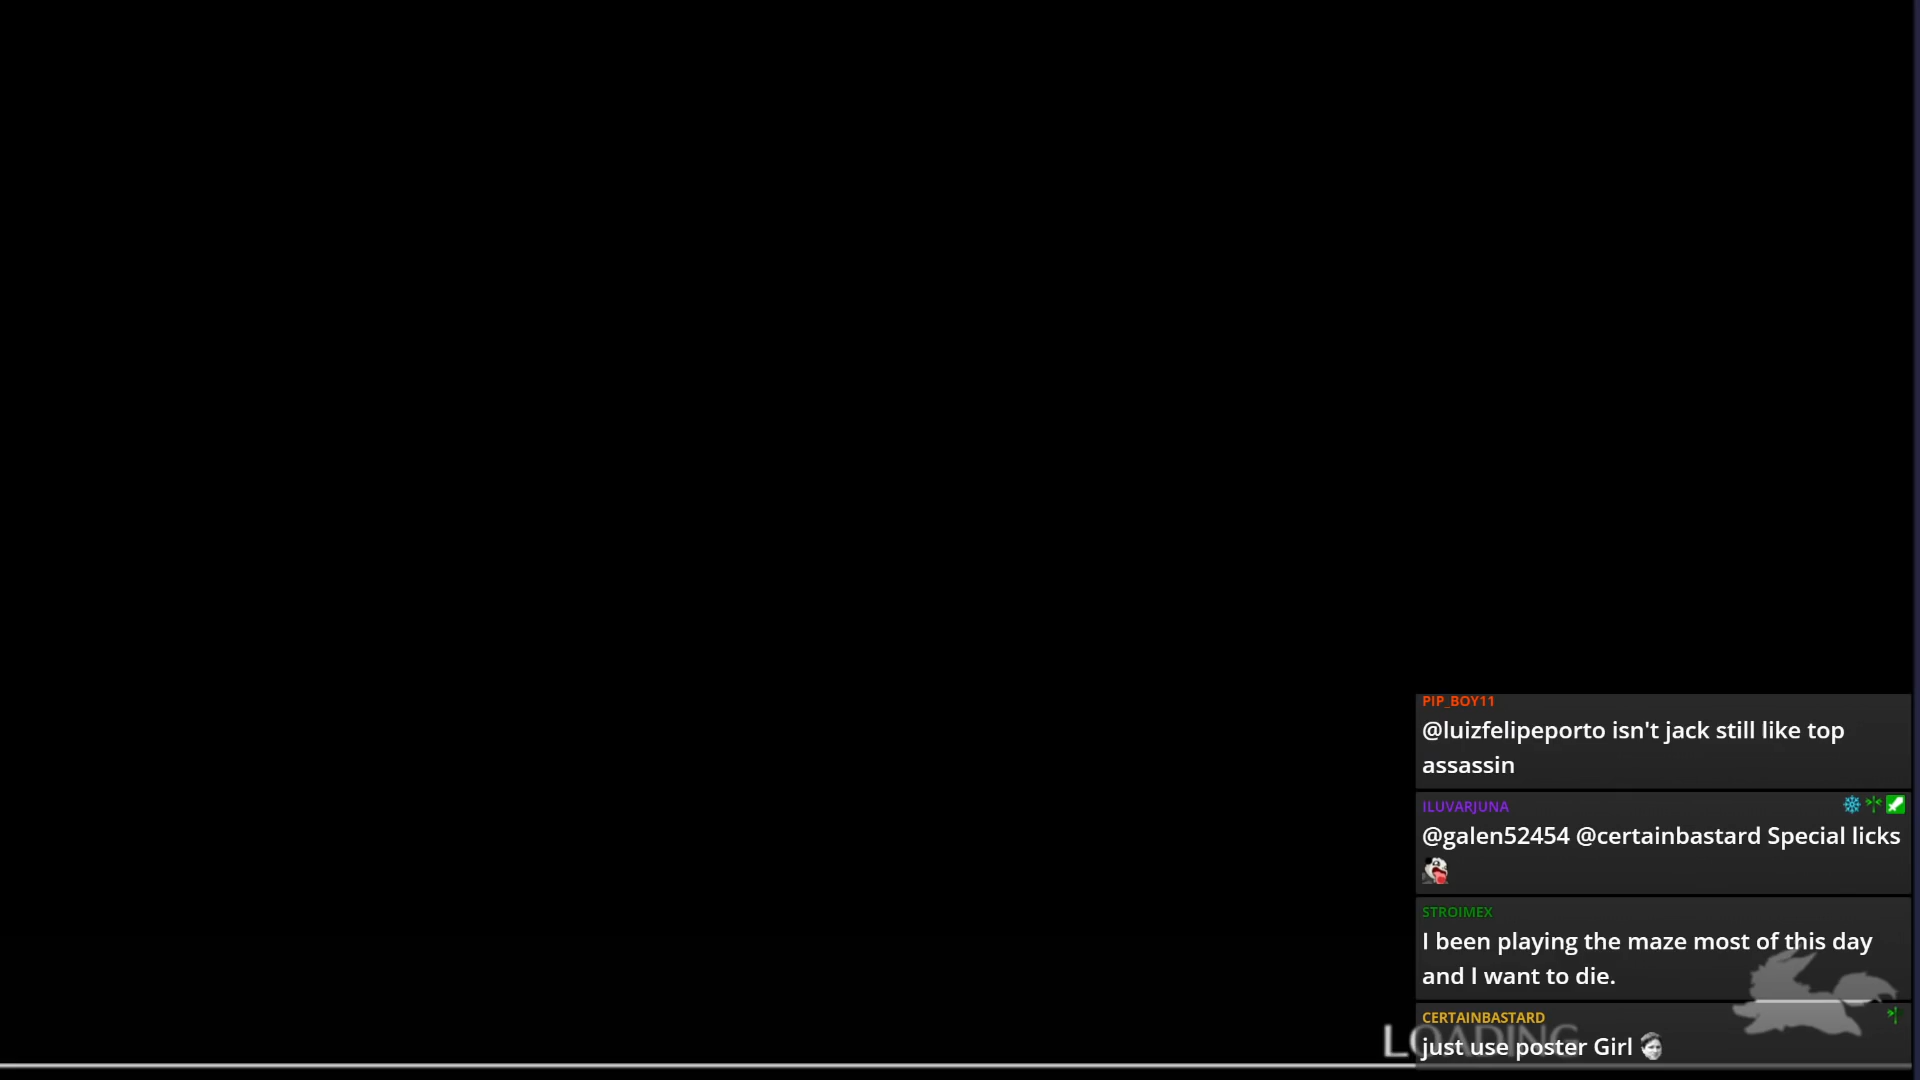 PIP_BOY11
@luizfelipeporto isn't jack still like top
assassin
ILUVARJUNA
@galen52454 @certainbastard Special licks
STROIMEX
I been playing the maze most of this day
and I want to die.
CERTAINBASTARD
just use poster Girl
LOADING